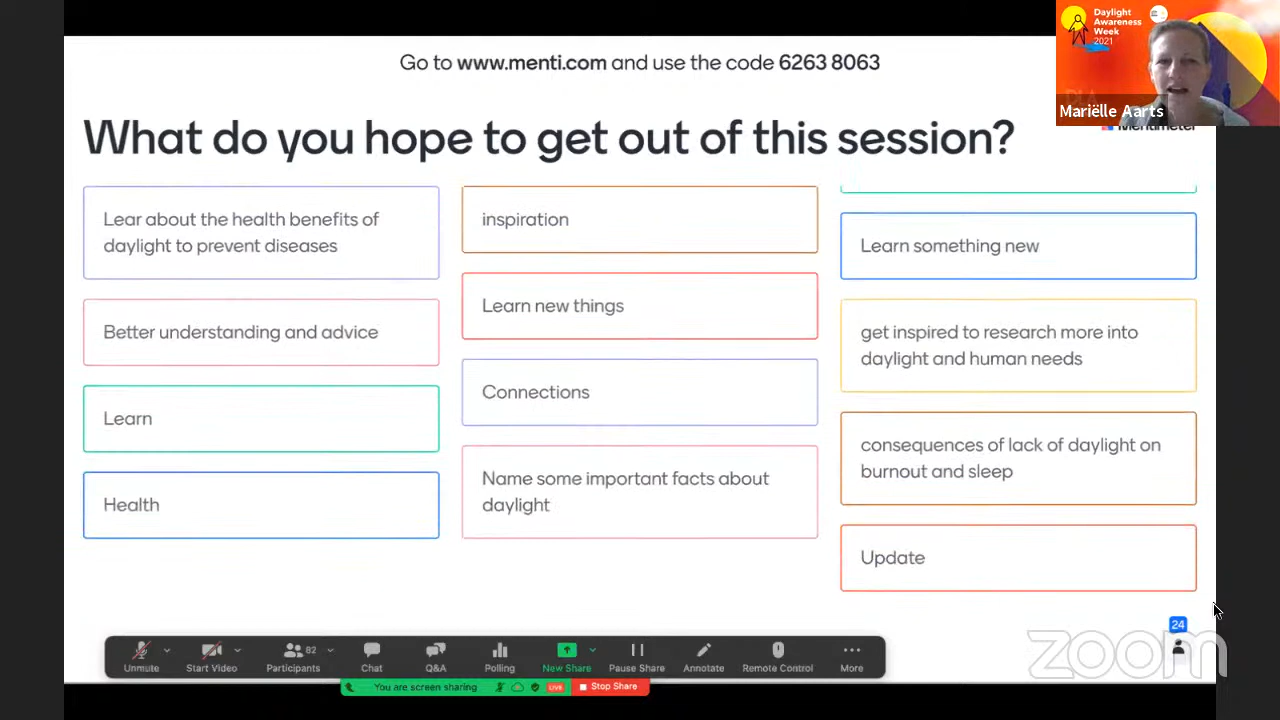 Go to www.menti.com and use the code 6263 8063
Daylight
Awareness
Week
2021
Mariëlle Aarts
What do you hope to get out of this session?
Lear about the health benefits of
daylight to prevent diseases
Better understanding and advice
Learn
Health
inspiration
Learn new things
Connections
Name some important facts about
daylight
Learn something new
get inspired to research more into
daylight and human needs
consequences of lack of daylight on
burnout and sleep
Update
24
82
Unmute
Start Video
Participants
Chat
Q&A
Polling
New Share
Pause Share
Annotate
Remote Control
More
You are screen sharing
LIVE
Stop Share
zoom